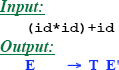 Input:
(id*id)+id
Output:
E → T E'